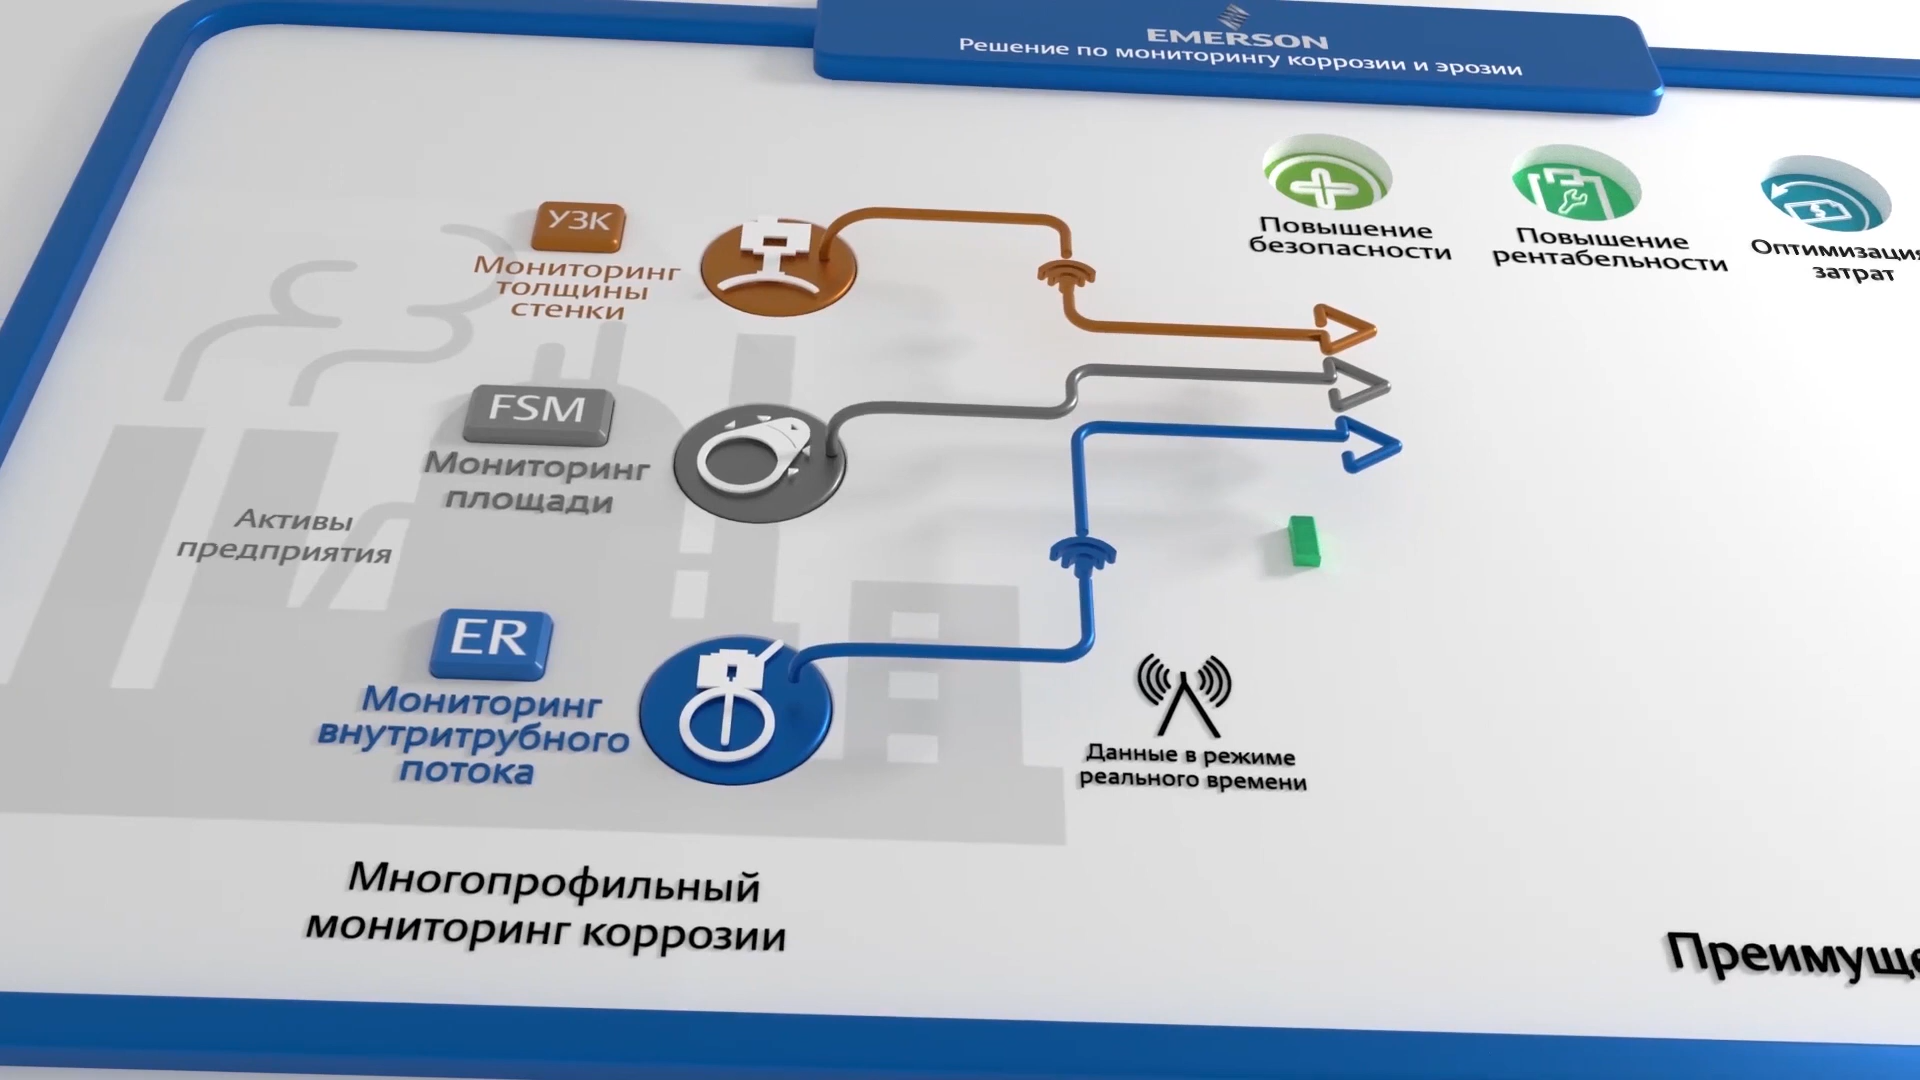 EMERSON
Решение по мониторингу коррозии и эрозии
Повышение
безопасности
Повышение
рентабельности
Оптимизация
затрат
УЗК
Мониторинг
толщины
стенки
FSM
Мониторинг
площади
Активы
предприятия
ER
Мониторинг
внутритрубного
потока
Данные в режиме
реального времени
Многопрофильный
мониторинг коррозии